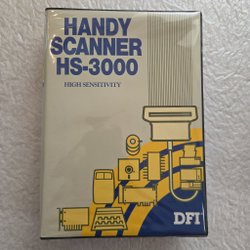 HANDY
SCANNER
HS-3000
HIGH SENSITIVITY
DFI